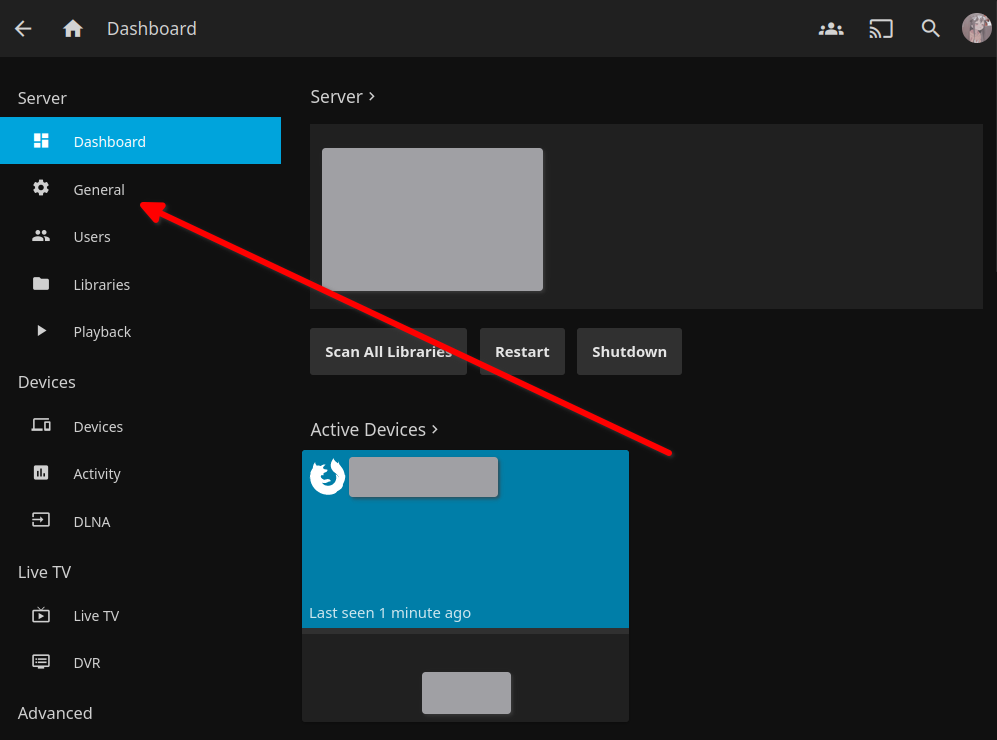 Dashboard
Server
Dashboard
General
Users
Libraries
Playback
Devices
Devices
Activity
DLNA
Live TV
Live TV
DVR
Advanced
Server
Scan All Libraries
Restart
Shutdown
Active Devices
Last seen 1 minute ago